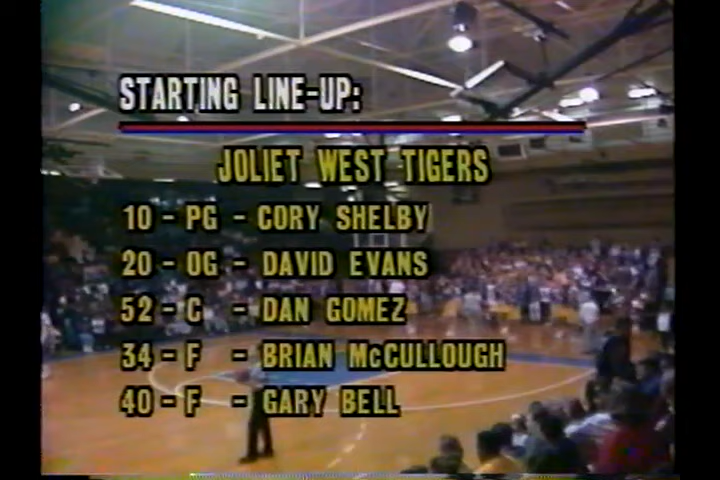 STARTING LINE-UP:
JOLIET WEST TIGERS
10 - PG - CORY SHELBY
20 - OG - DAVID EVANS
52 - C - DAN GOMEZ
34 - F - BRIAN McCULLOUGH
40 - F - GARY BELL